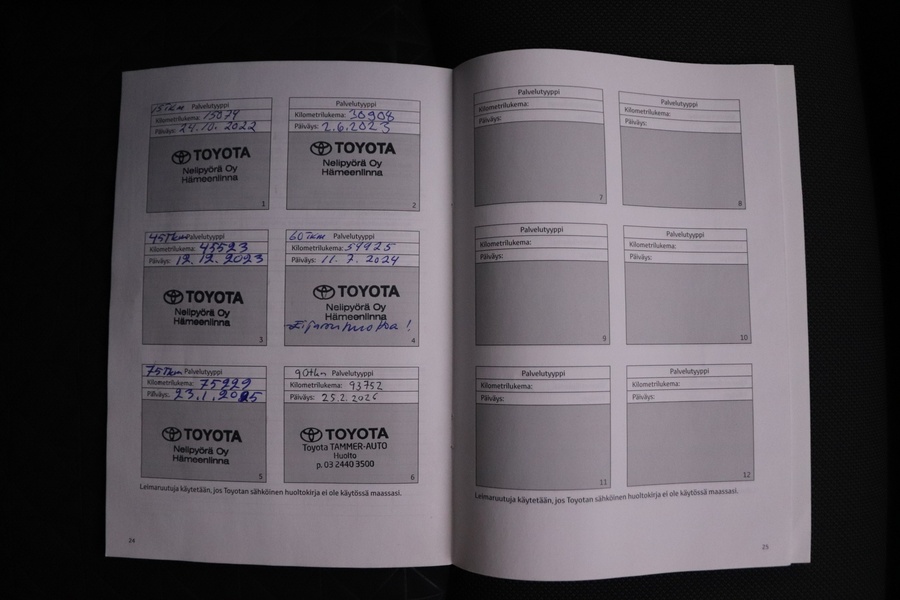 15Tkm Palvelutyyppi
Kilometrilukema: 15079
Päiväys: 24.10.2022
TOYOTA
Nelipyörä Oy
Hämeenlinna
1
Palvelutyyppi
Kilometrilukema: 30908
Päiväys: 2.6.2023
TOYOTA
Nelipyörä Oy
Hämeenlinna
2
45Tkm Palvelutyyppi
Kilometrilukema: 45523
Päiväys: 12.12.2023
TOYOTA
Nelipyörä Oy
Hämeenlinna
3
60Tkm Palvelutyyppi
Kilometrilukema: 59925
Päiväys: 11.7.2024
TOYOTA
Nelipyörä Oy
Hämeenlinna
!
4
75Tkm Palvelutyyppi
Kilometrilukema: 75229
Päiväys: 23.1.2025
TOYOTA
Nelipyörä Oy
Hämeenlinna
5
90tkm Palvelutyyppi
Kilometrilukema: 93752
Päiväys: 25.2.2026
TOYOTA
Toyota TAMMER-AUTO
Huolto
p. 03 2440 3500
6
Leimaruutuja käytetään, jos Toyotan sähköinen huoltokirja ei ole käytössä maassasi.
24
Palvelutyyppi
Kilometrilukema:
Päiväys:
7
Palvelutyyppi
Kilometrilukema:
Päiväys:
8
Palvelutyyppi
Kilometrilukema:
Päiväys:
9
Palvelutyyppi
Kilometrilukema:
Päiväys:
10
Palvelutyyppi
Kilometrilukema:
Päiväys:
11
Palvelutyyppi
Kilometrilukema:
Päiväys:
12
Leimaruutuja käytetään, jos Toyotan sähköinen huoltokirja ei ole käytössä maassasi.
25